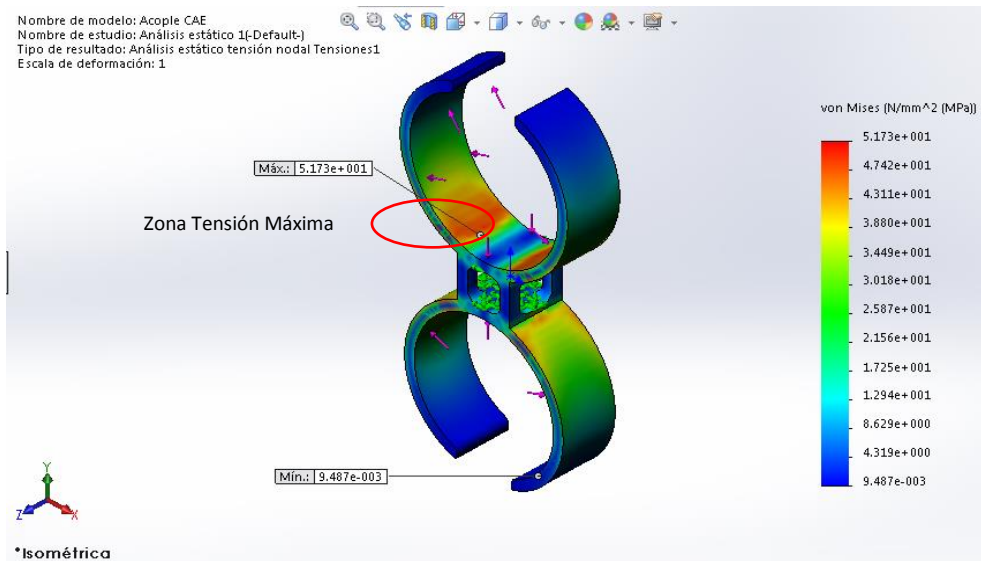 Nombre de modelo: Acople CAE
Nombre de estudio: Análisis estático 1(-Default-)
Tipo de resultado: Análisis estático tensión nodal Tensiones1
Escala de deformación: 1
von Mises (N/mm^2 (MPa))
5.173e+001
4.742e+001
4.311e+001
3.880e+001
3.449e+001
3.018e+001
2.587e+001
2.156e+001
1.725e+001
1.294e+001
8.629e+000
4.319e+000
9.487e-003
Máx.: 5.173e+001
Zona Tensión Máxima
Mín.: 9.487e-003
Y
Z
X
*Isométrica